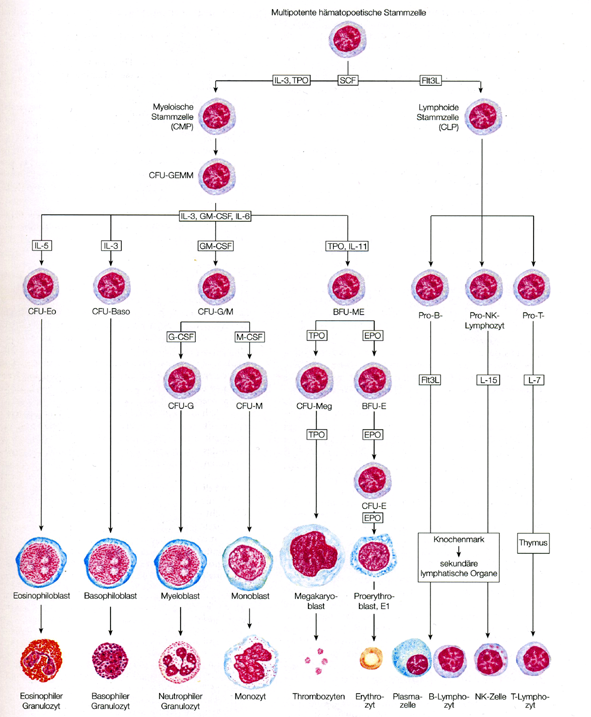 Multipotente hämatopoetische Stammzelle
IL-3, TPO
SCF
Flt3L
Myeloische
Stammzelle
(CMP)
Lymphoide
Stammzelle
(CLP)
CFU-GEMM
IL-3, GM-CSF, IL-6
IL-5
IL-3
GM-CSF
TPO, IL-11
CFU-Eo
CFU-Baso
CFU-G/M
BFU-ME
Pro-B-
Pro-NK-
Lymphozyt
Pro-T-
G-CSF
M-CSF
TPO
EPO
CFU-G
CFU-M
CFU-Meg
BFU-E
Flt3L
L-15
L-7
TPO
EPO
CFU-E
EPO
Knochenmark
sekundäre
lymphatische Organe
Thymus
Eosinophiloblast
Basophiloblast
Myeloblast
Monoblast
Megakaryo-
blast
Proerythro-
blast, E1
Eosinophiler
Granulozyt
Basophiler
Granulozyt
Neutrophiler
Granulozyt
Monozyt
Thrombozyten
Erythro-
zyt
Plasma-
zelle
B-Lympho-
zyt
NK-Zelle
T-Lympho-
zyt